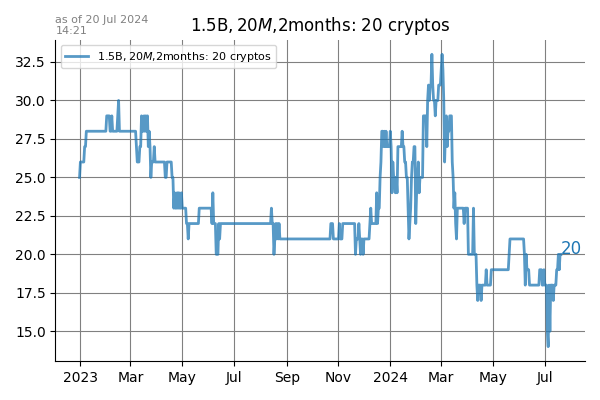 as of 20 Jul 2024
14:21
1.5B, 20M,2months: 20 cryptos
1.5B, 20M,2months: 20 cryptos
32.5
30.0
27.5
25.0
22.5
20.0
17.5
15.0
20
2023 Mar May Jul Sep Nov 2024 Mar May Jul